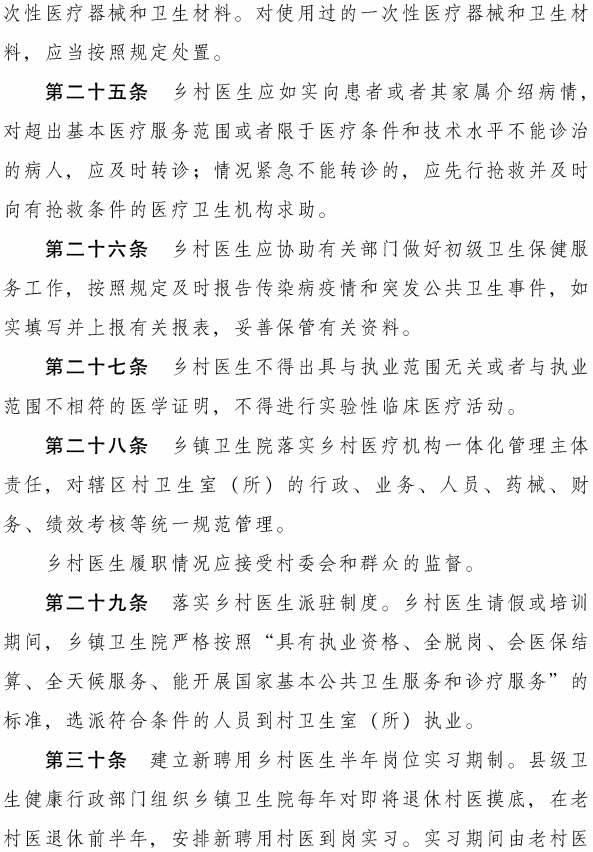 次性医疗器械和卫生材料。对使用过的一次性医疗器械和卫生材
料，应当按照规定处置。
第二十五条　乡村医生应如实向患者或者其家属介绍病情，
对超出基本医疗服务范围或者限于医疗条件和技术水平不能诊治
的病人，应及时转诊；情况紧急不能转诊的，应先行抢救并及时
向有抢救条件的医疗卫生机构求助。
第二十六条　乡村医生应协助有关部门做好初级卫生保健服
务工作，按照规定及时报告传染病疫情和突发公共卫生事件，如
实填写并上报有关报表，妥善保管有关资料。
第二十七条　乡村医生不得出具与执业范围无关或者与执业
范围不相符的医学证明，不得进行实验性临床医疗活动。
第二十八条　乡镇卫生院落实乡村医疗机构一体化管理主体
责任，对辖区村卫生室（所）的行政、业务、人员、药械、财
务、绩效考核等统一规范管理。
乡村医生履职情况应接受村委会和群众的监督。
第二十九条　落实乡村医生派驻制度。乡村医生请假或培训
期间，乡镇卫生院严格按照“具有执业资格、全脱岗、会医保结
算、全天候服务、能开展国家基本公共卫生服务和诊疗服务”的
标准，选派符合条件的人员到村卫生室（所）执业。
第三十条　建立新聘用乡村医生半年岗位实习期制。县级卫
生健康行政部门组织乡镇卫生院每年对即将退休村医摸底，在老
村医退休前半年，安排新聘用村医到岗实习。实习期间由老村医